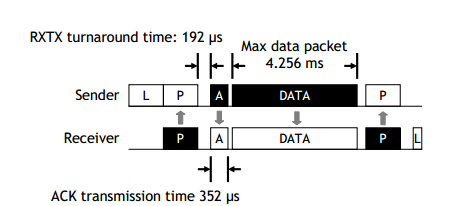 RXTX turnaround time: 192 µs
Max data packet
4.256 ms
Sender L P A DATA P
Receiver P A DATA P L
ACK transmission time 352 µs